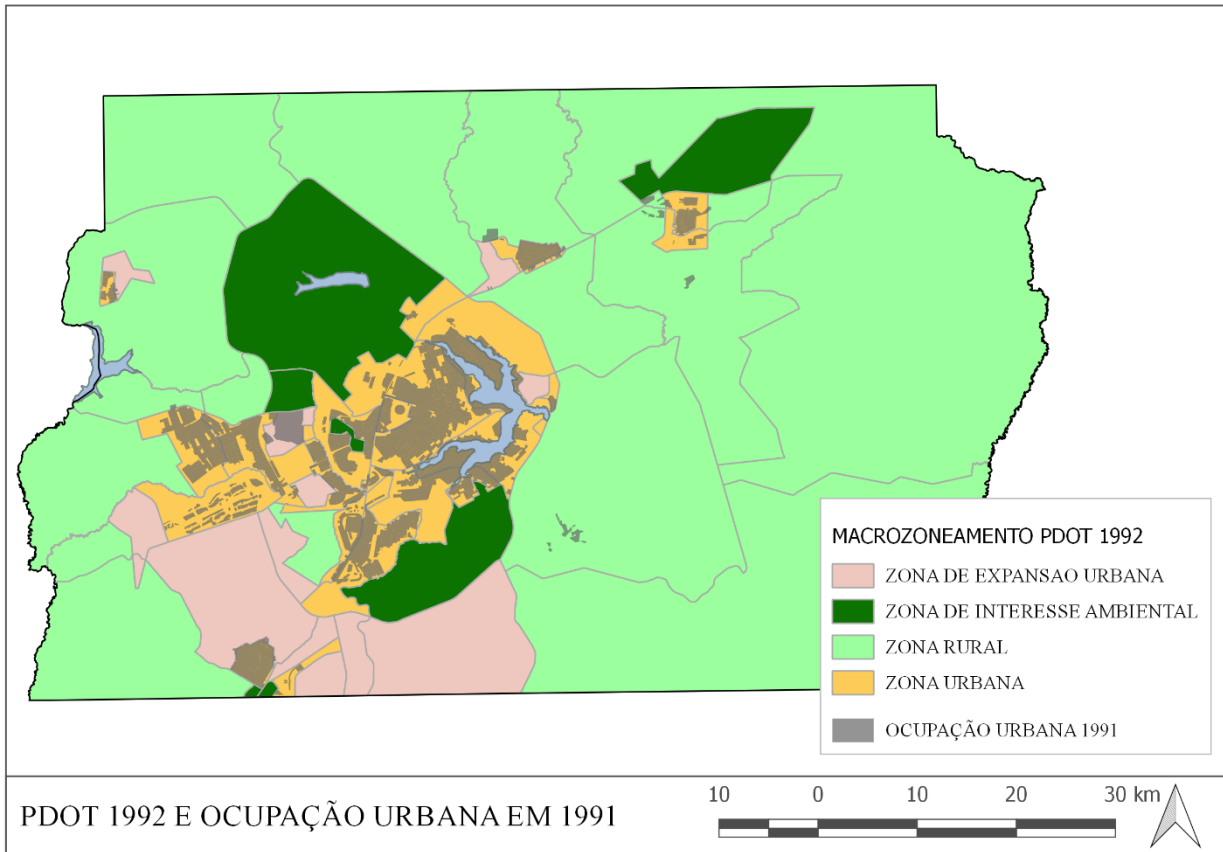 MACROZONEAMENTO PDOT 1992
ZONA DE EXPANSAO URBANA
ZONA DE INTERESSE AMBIENTAL
ZONA RURAL
ZONA URBANA
OCUPAÇÃO URBANA 1991
PDOT 1992 E OCUPAÇÃO URBANA EM 1991
10 0 10 20 30 km